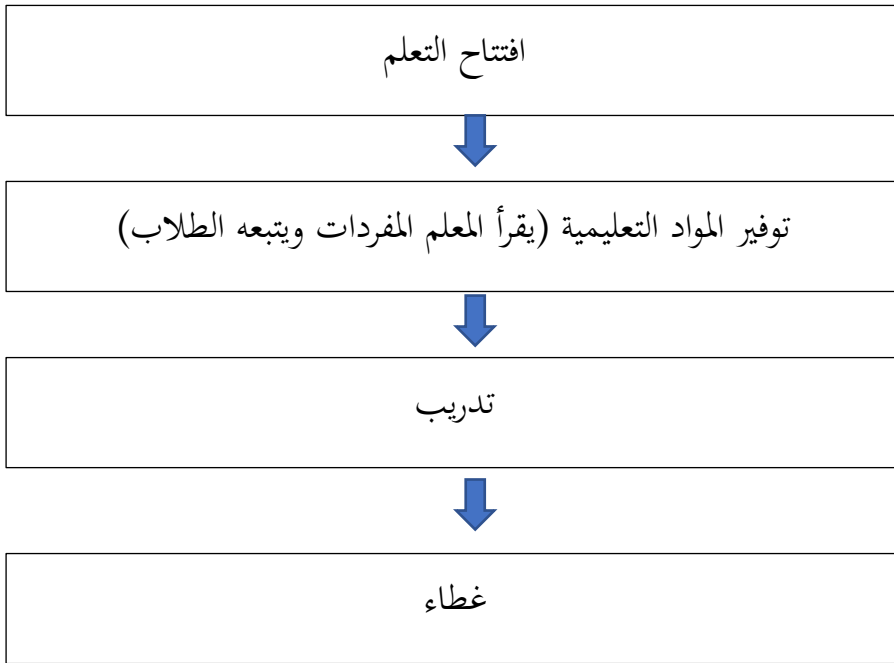 افتتاح التعلم
توفير المواد التعليمية (يقرأ المعلم المفردات ويتبعه الطلاب)
تدريب
غطاء